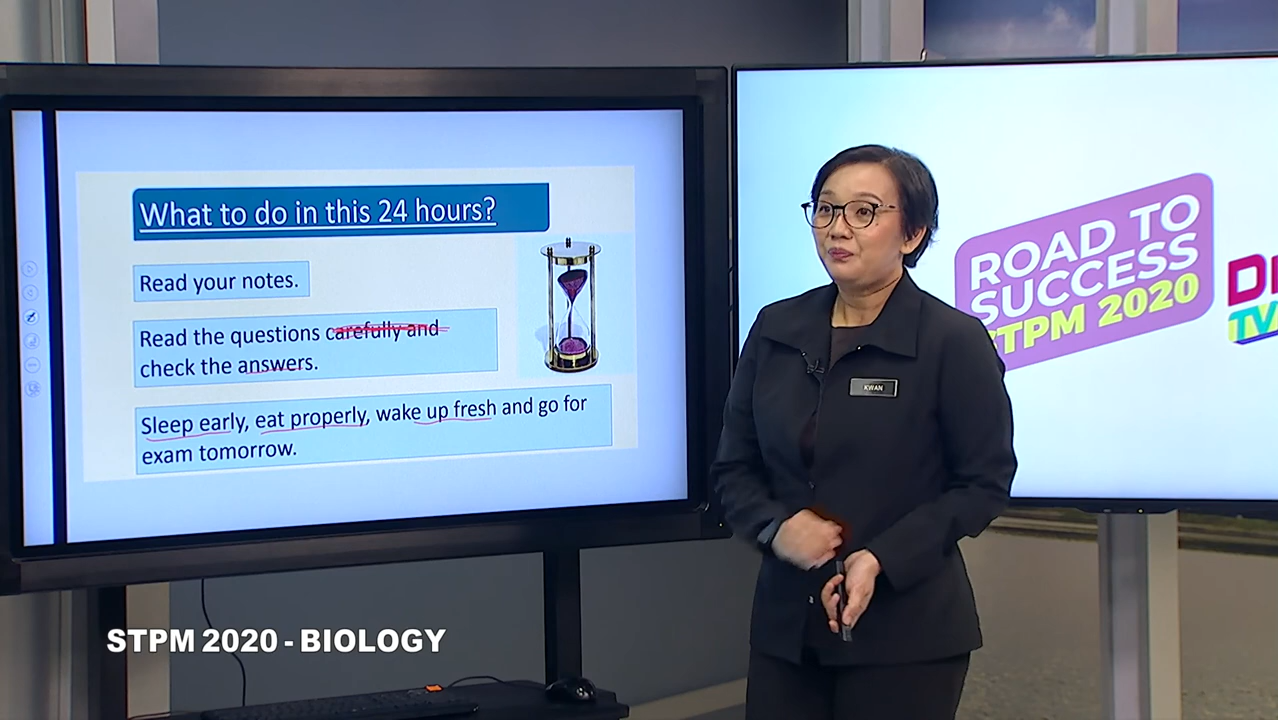 What to do in this 24 hours?
Read your notes.
Read the questions carefully and
check the answers.
Sleep early, eat properly, wake up fresh and go for
exam tomorrow.
ROAD TO
SUCCESS
STPM 2020
TV
KWAN
STPM 2020 - BIOLOGY